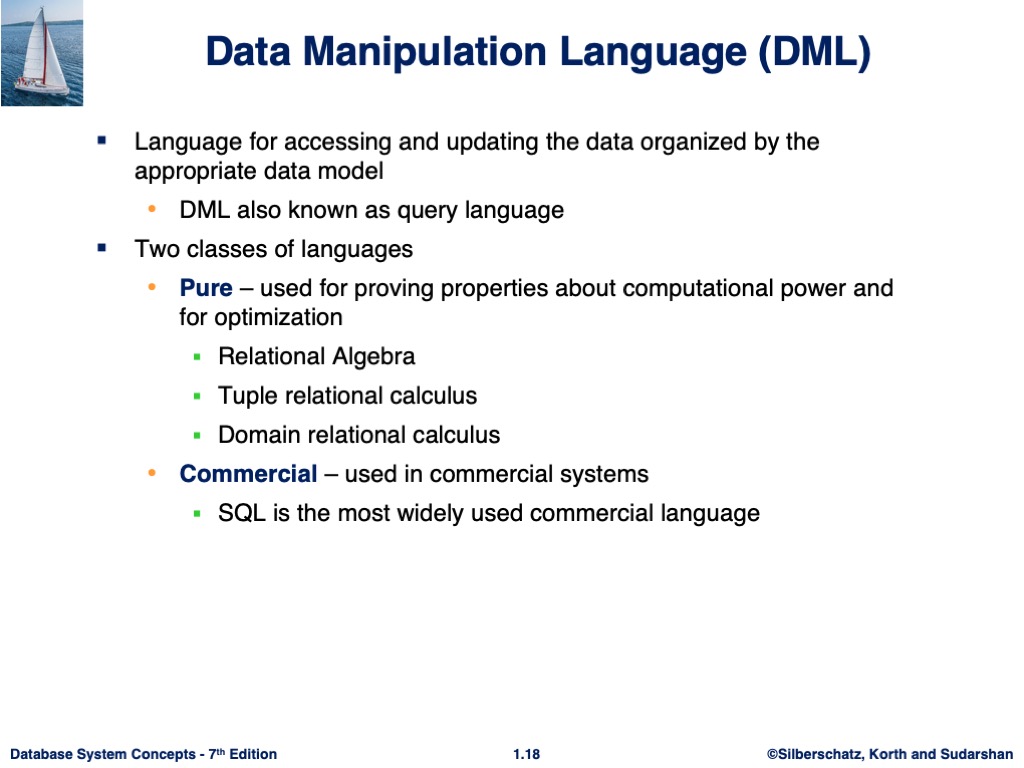 Data Manipulation Language (DML)
▪ Language for accessing and updating the data organized by the
appropriate data model
• DML also known as query language
▪ Two classes of languages
• Pure – used for proving properties about computational power and
for optimization
▪ Relational Algebra
▪ Tuple relational calculus
▪ Domain relational calculus
• Commercial – used in commercial systems
▪ SQL is the most widely used commercial language
Database System Concepts - 7th Edition
1.18
©Silberschatz, Korth and Sudarshan